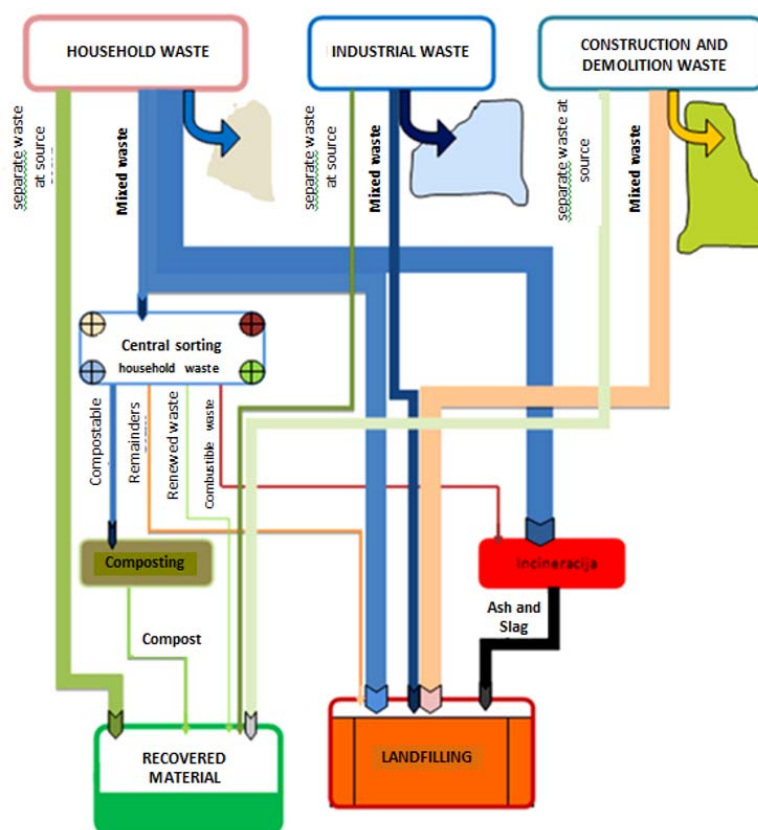 HOUSEHOLD WASTE
INDUSTRIAL WASTE
CONSTRUCTION AND
DEMOLITION WASTE
separate waste
at source
Mixed waste
separate waste
at source
Mixed waste
separate waste at
source
Mixed waste
Central sorting
household waste
Compostable
Remainders
Renewed waste
Combustible waste
Composting
Incineracija
Compost
Ash and
Slag
RECOVERED
MATERIAL
LANDFILLING